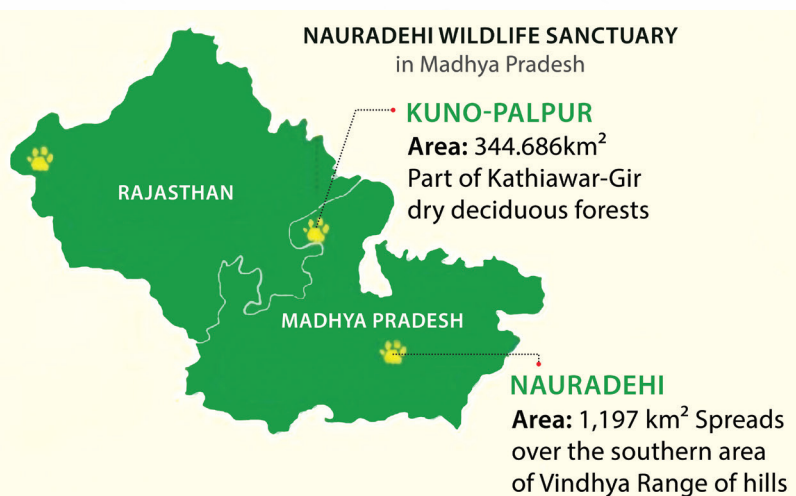 NAURADEHI WILDLIFE SANCTUARY
in Madhya Pradesh
KUNO-PALPUR
Area: 344.686km²
Part of Kathiawar-Gir
dry deciduous forests
RAJASTHAN
MADHYA PRADESH
NAURADEHI
Area: 1,197 km² Spreads
over the southern area
of Vindhya Range of hills